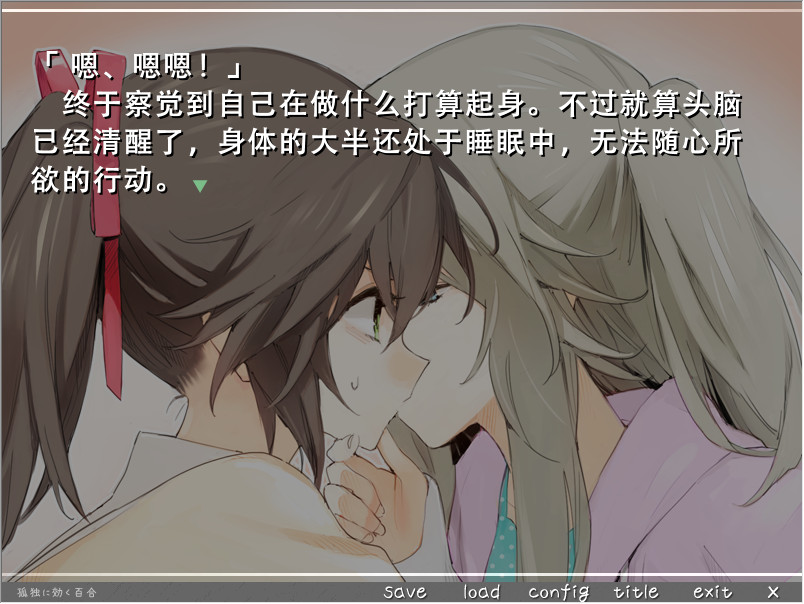 「 嗯、嗯嗯！」
终于察觉到自己在做什么打算起身。不过就算头脑
已经清醒了，身体的大半还处于睡眠中，无法随心所
欲的行动。
孤独に効く百合
save load config title exit X